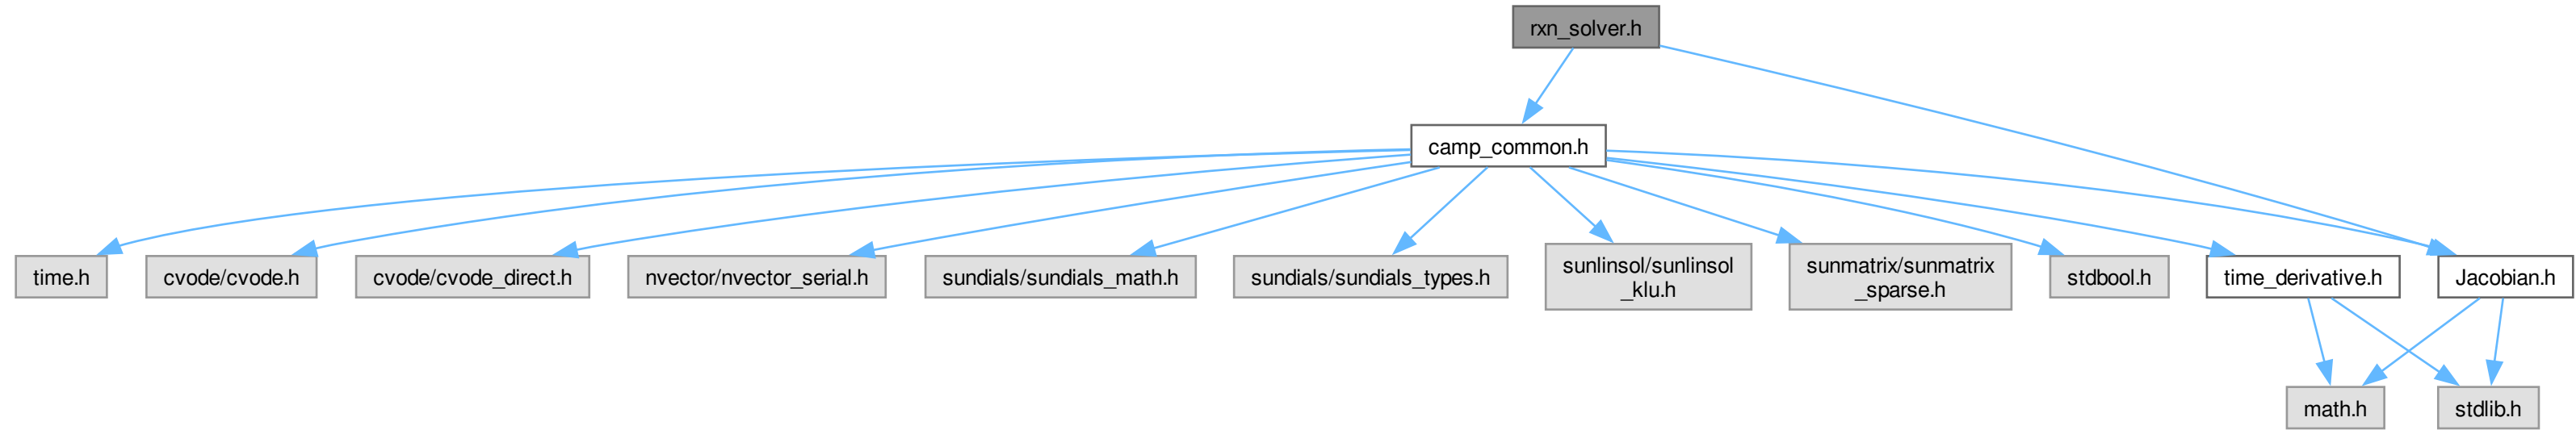 rxn_solver.h
camp_common.h
time.h
cvode/cvode.h
cvode/cvode_direct.h
nvector/nvector_serial.h
sundials/sundials_math.h
sundials/sundials_types.h
sunlinsol/sunlinsol
_klu.h
sunmatrix/sunmatrix
_sparse.h
stdbool.h
time_derivative.h
Jacobian.h
math.h
stdlib.h